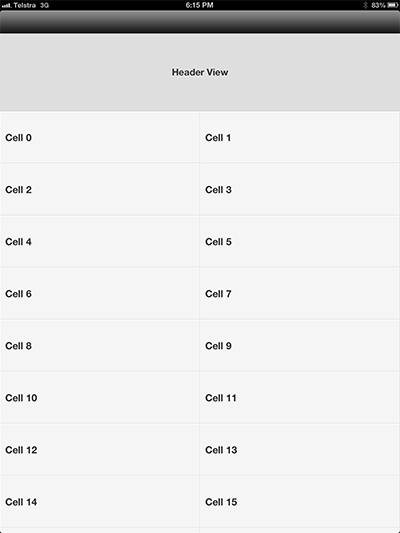 Telstra 3G 6:15 PM 83%
Header View
Cell 0 Cell 1
Cell 2 Cell 3
Cell 4 Cell 5
Cell 6 Cell 7
Cell 8 Cell 9
Cell 10 Cell 11
Cell 12 Cell 13
Cell 14 Cell 15